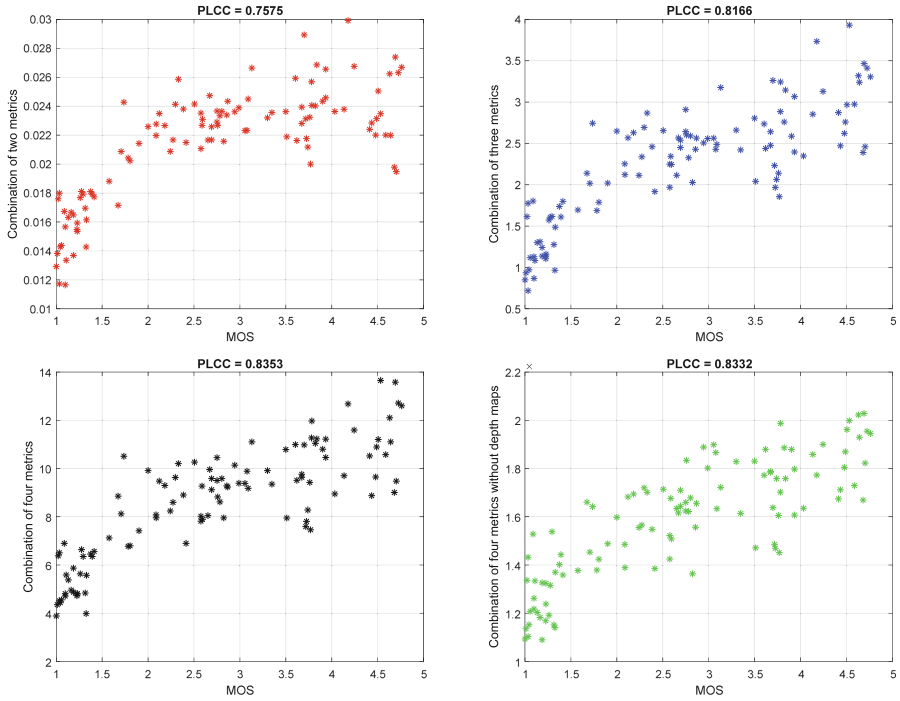 PLCC = 0.7575
0.03
0.028
0.026
0.024
0.022
0.02
0.018
0.016
0.014
0.012
0.01
Combination of two metrics
1 1.5 2 2.5 3 3.5 4 4.5 5
MOS
PLCC = 0.8166
4
3.5
3
2.5
2
1.5
1
0.5
Combination of three metrics
1 1.5 2 2.5 3 3.5 4 4.5 5
MOS
PLCC = 0.8353
14
12
10
8
6
4
2
Combination of four metrics
1 1.5 2 2.5 3 3.5 4 4.5 5
MOS
PLCC = 0.8332
×
2.2
2
1.8
1.6
1.4
1.2
1
Combination of four metrics without depth maps
1 1.5 2 2.5 3 3.5 4 4.5 5
MOS